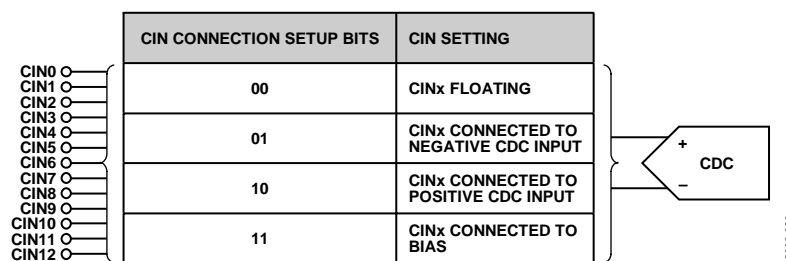 CIN CONNECTION SETUP BITS
CIN SETTING
CIN0
CIN1
CIN2
CIN3
CIN4
CIN5
CIN6
CIN7
CIN8
CIN9
CIN10
CIN11
CIN12
00
CINx FLOATING
01
CINx CONNECTED TO
NEGATIVE CDC INPUT
10
CINx CONNECTED TO
POSITIVE CDC INPUT
11
CINx CONNECTED TO
BIAS
+
–
CDC